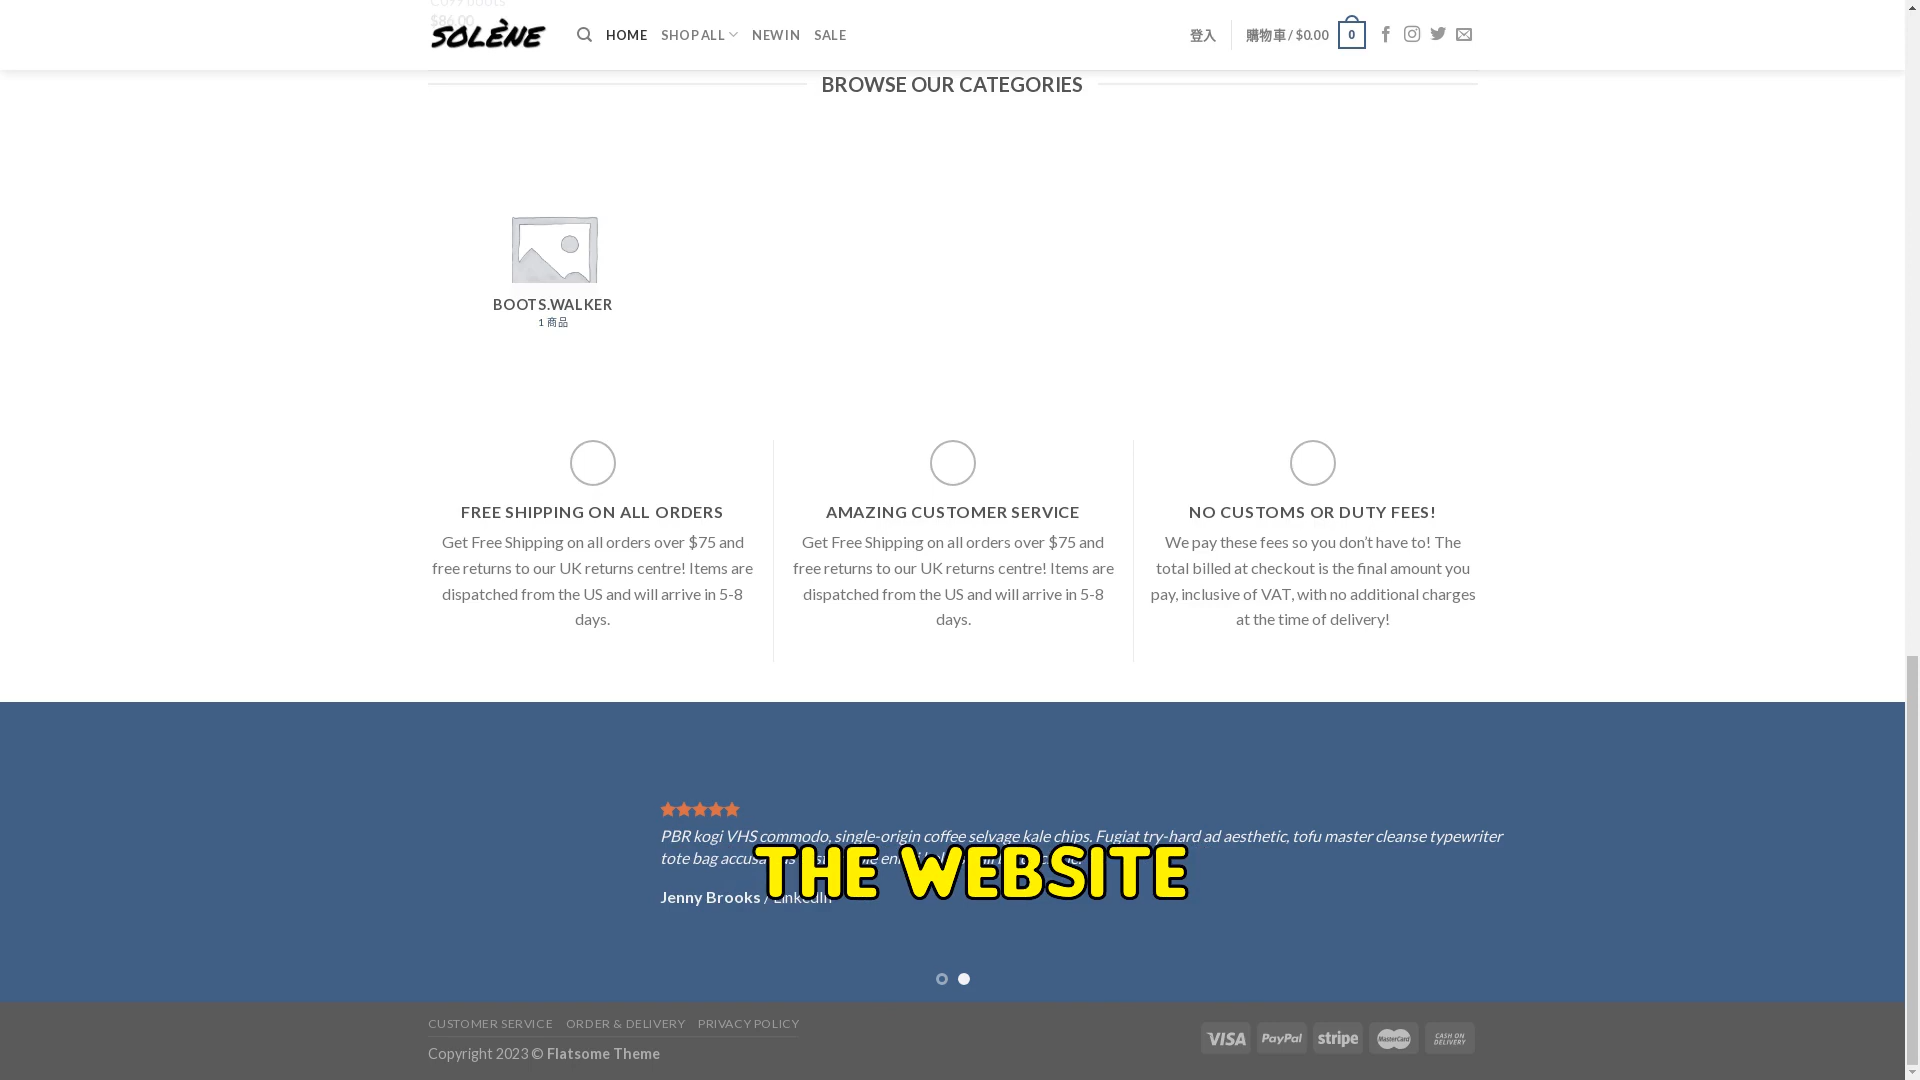 $86.00
SOLÈNE
HOME SHOP ALL NEW IN SALE
登入 購物車 / $0.00 0
BROWSE OUR CATEGORIES
BOOTS.WALKER
1 商品
FREE SHIPPING ON ALL ORDERS
Get Free Shipping on all orders over $75 and
free returns to our UK returns centre! Items are
dispatched from the US and will arrive in 5-8
days.
AMAZING CUSTOMER SERVICE
Get Free Shipping on all orders over $75 and
free returns to our UK returns centre! Items are
dispatched from the US and will arrive in 5-8
days.
NO CUSTOMS OR DUTY FEES!
We pay these fees so you don’t have to! The
total billed at checkout is the final amount you
pay, inclusive of VAT, with no additional charges
at the time of delivery!
PBR kogi VHS commodo, single-origin coffee selvage kale chips. Fugiat try-hard ad aesthetic, tofu master cleanse typewriter
tote bag
THE WEBSITE
Jenny Brooks / LinkedIn
CUSTOMER SERVICE ORDER & DELIVERY PRIVACY POLICY
Copyright 2023 © Flatsome Theme
VISA PayPal stripe MasterCard CASH ON DELIVERY